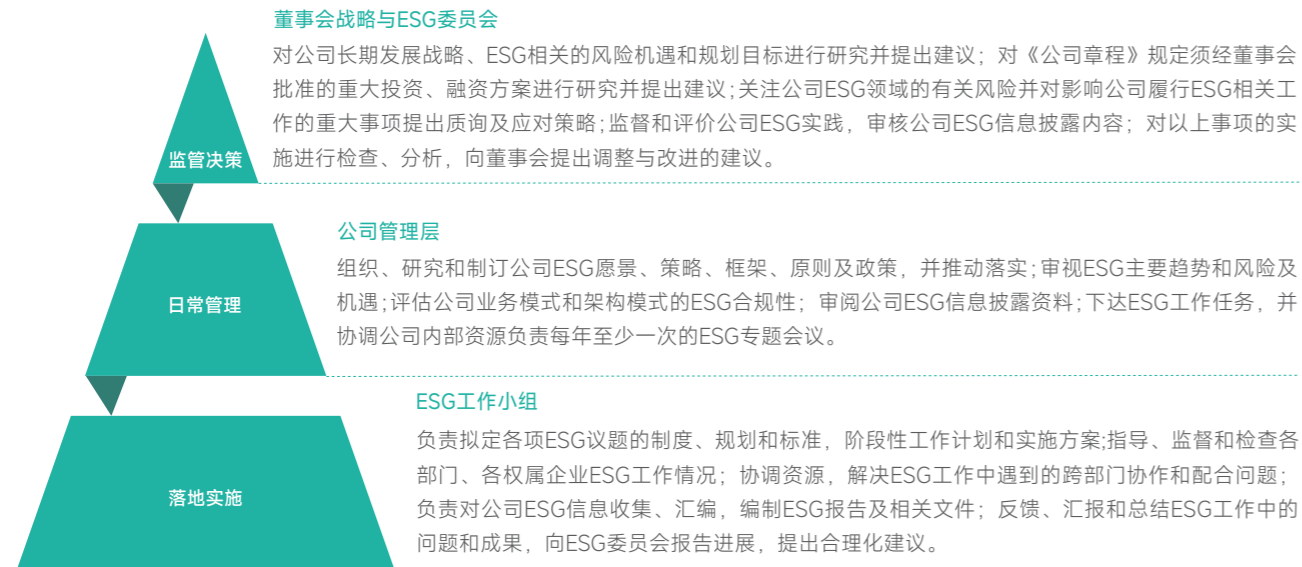 董事会战略与ESG委员会
对公司长期发展战略、ESG相关的风险机遇和规划目标进行研究并提出建议；对《公司章程》规定须经董事会
批准的重大投资、融资方案进行研究并提出建议;关注公司ESG领域的有关风险并对影响公司履行ESG相关工
作的重大事项提出质询及应对策略;监督和评价公司ESG实践，审核公司ESG信息披露内容；对以上事项的实
施进行检查、分析，向董事会提出调整与改进的建议。
监管决策
公司管理层
组织、研究和制订公司ESG愿景、策略、框架、原则及政策，并推动落实;审视ESG主要趋势和风险及
机遇;评估公司业务模式和架构模式的ESG合规性；审阅公司ESG信息披露资料;下达ESG工作任务，并
协调公司内部资源负责每年至少一次的ESG专题会议。
日常管理
ESG工作小组
负责拟定各项ESG议题的制度、规划和标准，阶段性工作计划和实施方案;指导、监督和检查各
部门、各权属企业ESG工作情况；协调资源，解决ESG工作中遇到的跨部门协作和配合问题；
负责对公司ESG信息收集、汇编，编制ESG报告及相关文件；反馈、汇报和总结ESG工作中的
问题和成果，向ESG委员会报告进展，提出合理化建议。
落地实施